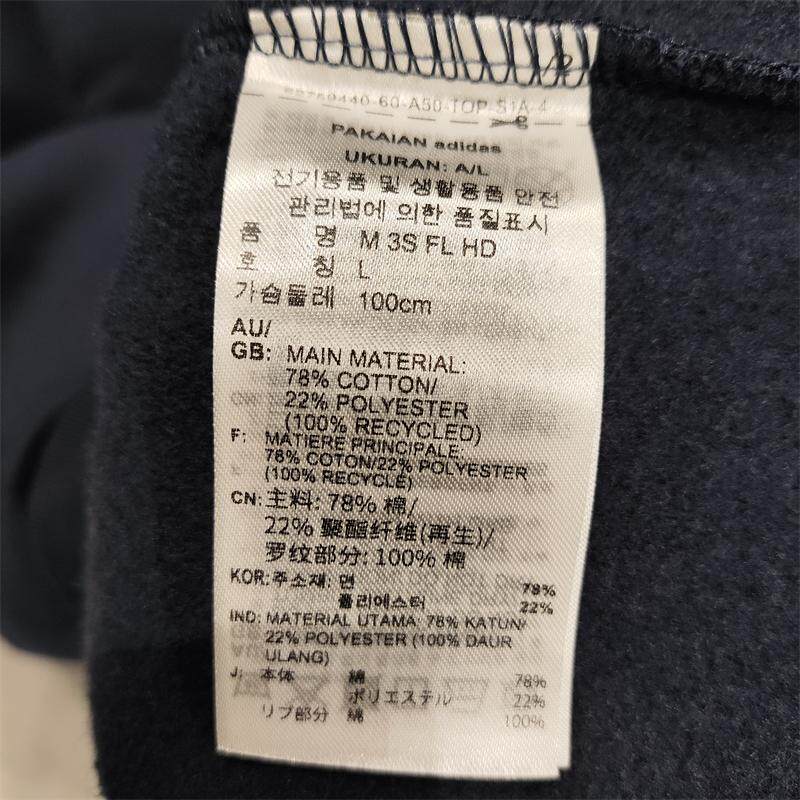 -60-A50-TOP-S1A-4
PAKAIAN adidas
UKURAN: A/L
전기용품 및 생활용품 안전
관리법에 의한 품질표시
품 명 M 3S FL HD
호 칭 L
가슴둘레 100cm
AU/
GB: MAIN MATERIAL:
78% COTTON/
22% POLYESTER
(100% RECYCLED)
F: MATIERE PRINCIPALE:
78% COTON/22% POLYESTER
(100% RECYCLE)
CN: 主料: 78% 棉/
22% 聚酯纤维(再生)/
罗纹部分: 100% 棉
KOR: 주소재: 면 78%
폴리에스터 22%
IND: MATERIAL UTAMA: 78% KATUN/
22% POLYESTER (100% DAUR
ULANG)
J: 本体 綿 78%
ポリエステル 22%
リブ部分 綿 100%